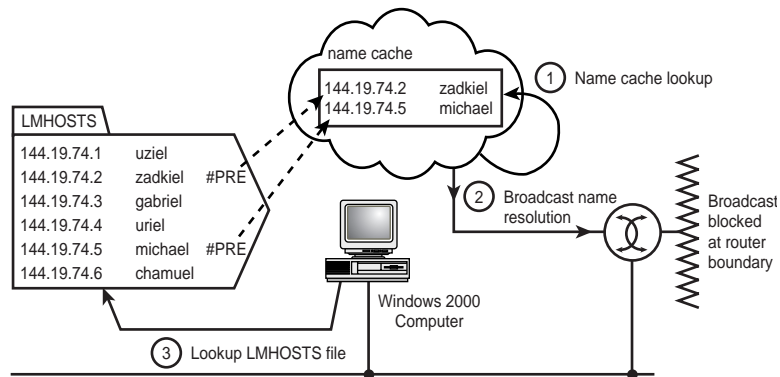 name cache
144.19.74.2 zadkiel
144.19.74.5 michael
1 Name cache lookup
LMHOSTS
144.19.74.1 uziel
144.19.74.2 zadkiel #PRE
144.19.74.3 gabriel
144.19.74.4 uriel
144.19.74.5 michael #PRE
144.19.74.6 chamuel
2 Broadcast name
resolution
Broadcast
blocked
at router
boundary
Windows 2000
Computer
3 Lookup LMHOSTS file